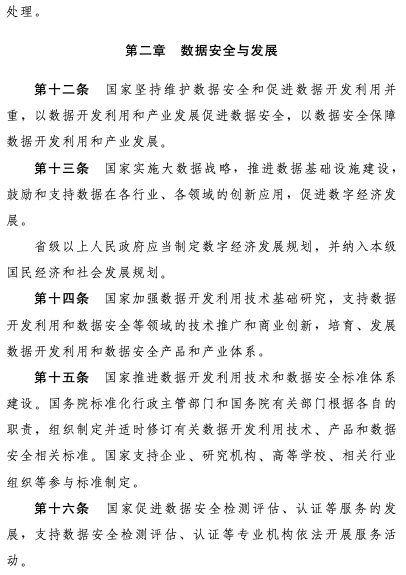 处理。
第二章　数据安全与发展
第十二条　国家坚持维护数据安全和促进数据开发利用并
重，以数据开发利用和产业发展促进数据安全，以数据安全保障
数据开发利用和产业发展。
第十三条　国家实施大数据战略，推进数据基础设施建设，
鼓励和支持数据在各行业、各领域的创新应用，促进数字经济发
展。
省级以上人民政府应当制定数字经济发展规划，并纳入本级
国民经济和社会发展规划。
第十四条　国家加强数据开发利用技术基础研究，支持数据
开发利用和数据安全等领域的技术推广和商业创新，培育、发展
数据开发利用和数据安全产品和产业体系。
第十五条　国家推进数据开发利用技术和数据安全标准体系
建设。国务院标准化行政主管部门和国务院有关部门根据各自的
职责，组织制定并适时修订有关数据开发利用技术、产品和数据
安全相关标准。国家支持企业、研究机构、高等学校、相关行业
组织等参与标准制定。
第十六条　国家促进数据安全检测评估、认证等服务的发
展，支持数据安全检测评估、认证等专业机构依法开展服务活
动。